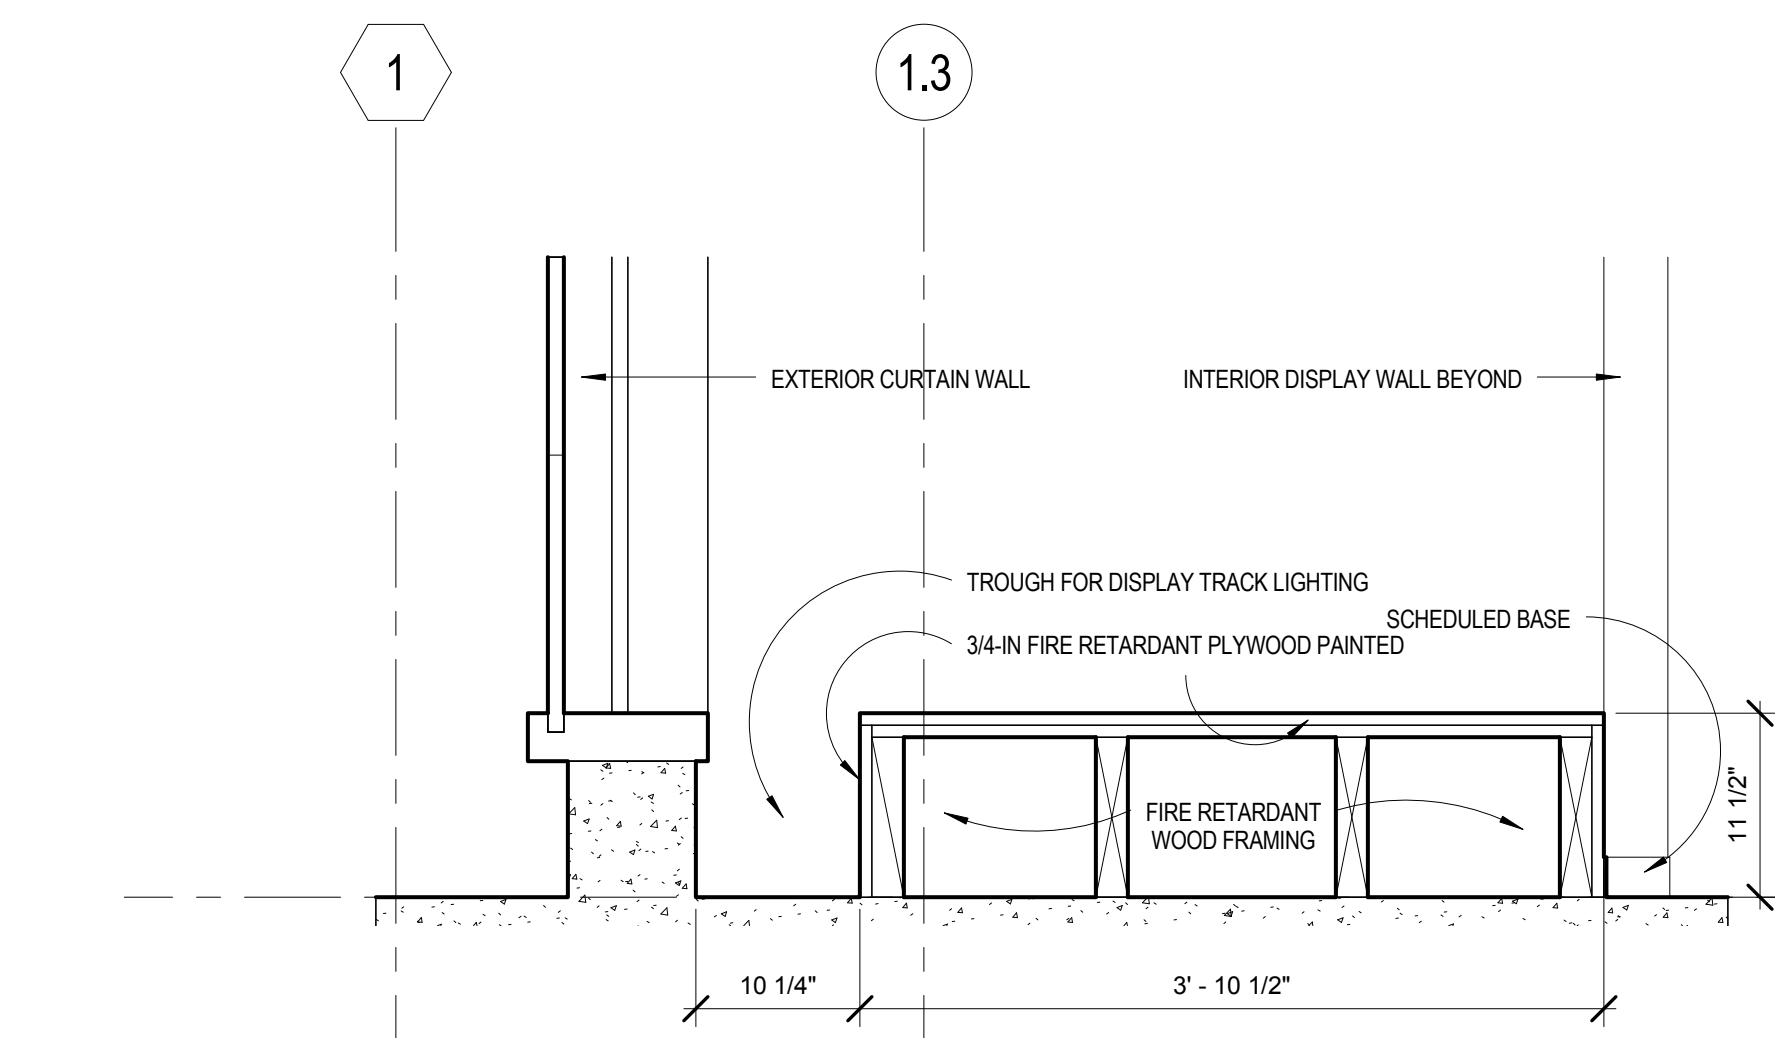 1
1.3
EXTERIOR CURTAIN WALL
INTERIOR DISPLAY WALL BEYOND
TROUGH FOR DISPLAY TRACK LIGHTING
SCHEDULED BASE
3/4-IN FIRE RETARDANT PLYWOOD PAINTED
FIRE RETARDANT
WOOD FRAMING
11 1/2"
10 1/4"
3' - 10 1/2"